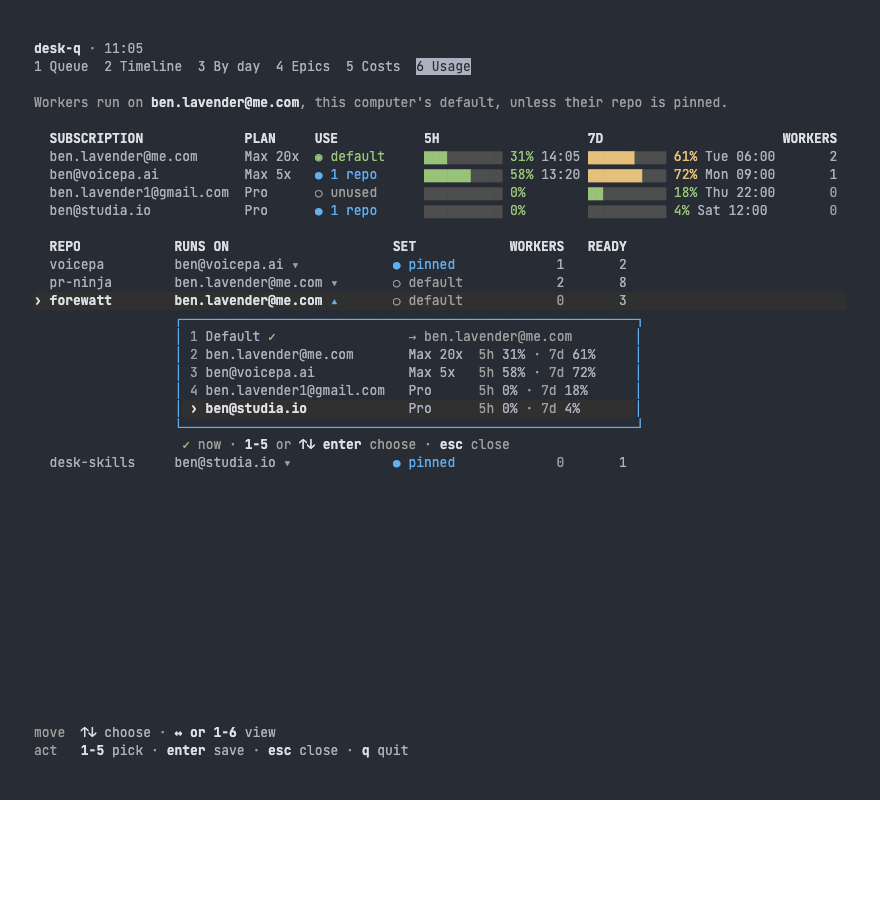 desk-q · 11:05
1 Queue  2 Timeline  3 By day  4 Epics  5 Costs  6 Usage
Workers run on ben.lavender@me.com, this computer's default, unless their repo is pinned.
SUBSCRIPTION  PLAN  USE  5H  7D  WORKERS
ben.lavender@me.com  Max 20x  ◉ default  31% 14:05  61% Tue 06:00  2
ben@voicepa.ai  Max 5x  ● 1 repo  58% 13:20  72% Mon 09:00  1
ben.lavender1@gmail.com  Pro  ○ unused  0%  18% Thu 22:00  0
ben@studia.io  Pro  ● 1 repo  0%  4% Sat 12:00  0
REPO  RUNS ON  SET  WORKERS  READY
voicepa  ben@voicepa.ai ▾  ● pinned  1  2
pr-ninja  ben.lavender@me.com ▾  ○ default  2  8
› forewatt  ben.lavender@me.com ▴  ○ default  0  3
1 Default ✓  → ben.lavender@me.com
2 ben.lavender@me.com  Max 20x  5h 31% · 7d 61%
3 ben@voicepa.ai  Max 5x  5h 58% · 7d 72%
4 ben.lavender1@gmail.com  Pro  5h 0% · 7d 18%
› ben@studia.io  Pro  5h 0% · 7d 4%
✓ now · 1-5 or ↑↓ enter choose · esc close
desk-skills  ben@studia.io ▾  ● pinned  0  1
move  ↑↓ choose · ↔ or 1-6 view
act  1-5 pick · enter save · esc close · q quit